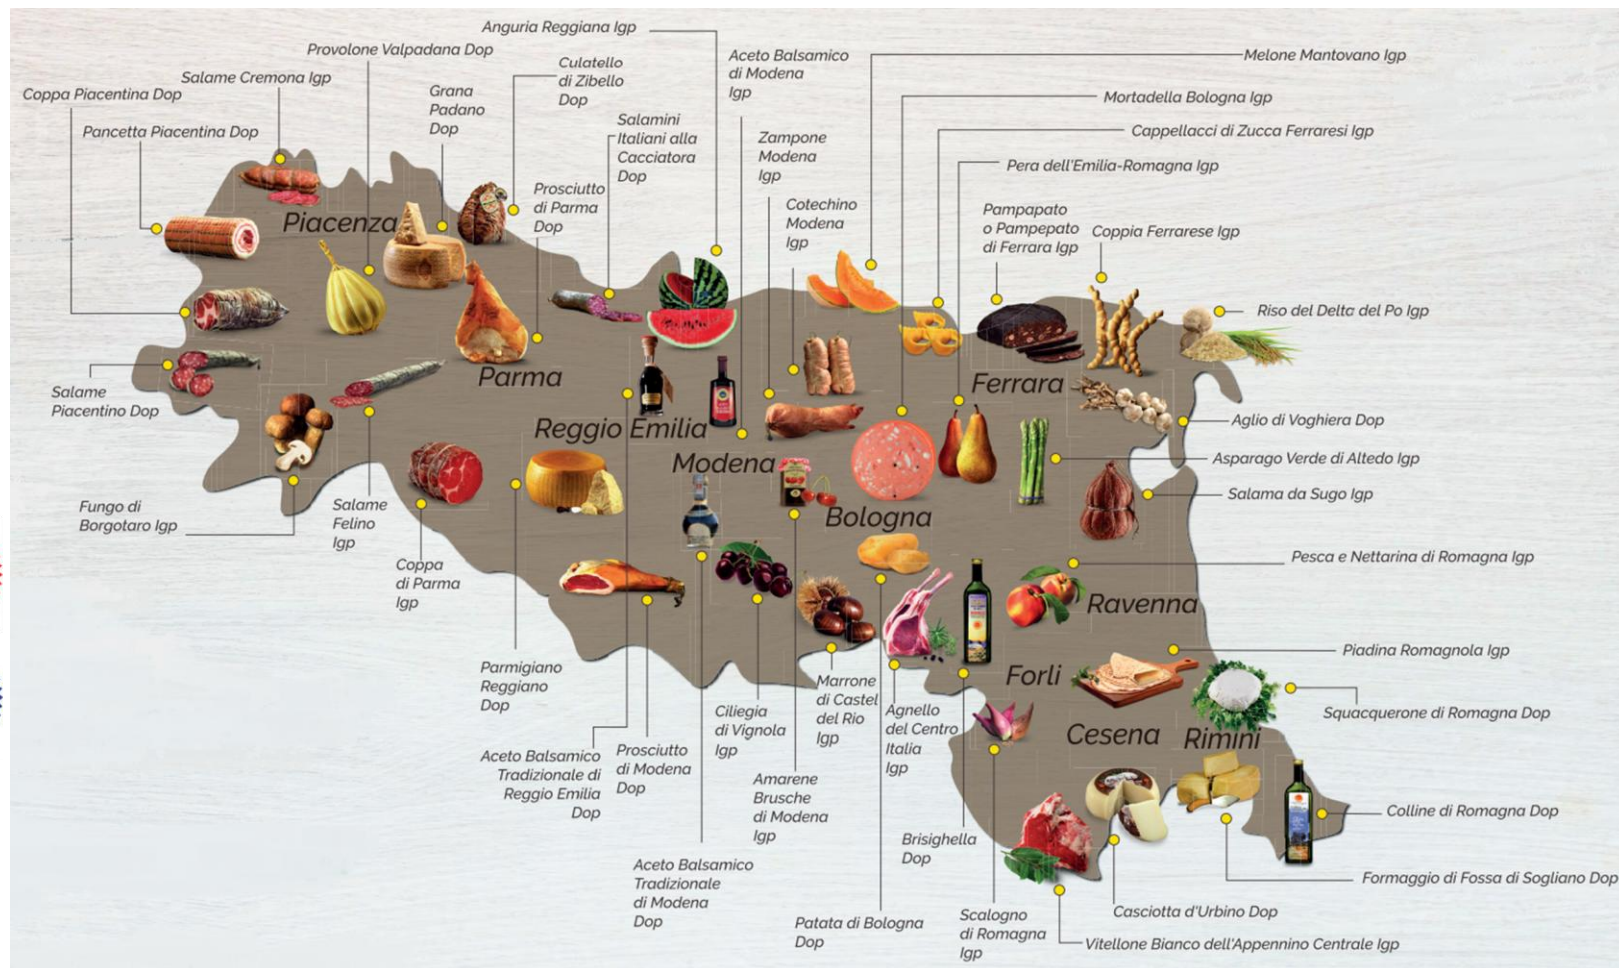 Anguria Reggiana Igp
Provolone Valpadana Dop
Salame Cremona Igp
Coppa Piacentina Dop
Pancetta Piacentina Dop
Grana
Padano
Dop
Culatello
di Zibello
Dop
Salamini
Italiani alla
Cacciatora
Dop
Prosciutto
di Parma
Dop
Aceto Balsamico
di Modena
Igp
Zampone
Modena
Igp
Cotechino
Modena
Igp
Melone Mantovano Igp
Mortadella Bologna Igp
Cappellacci di Zucca Ferraresi Igp
Pera dell'Emilia-Romagna Igp
Pampapato
o Pampepato
di Ferrara Igp
Coppia Ferrarese Igp
Riso del Delta del Po Igp
Piacenza
Parma
Reggio Emilia
Modena
Bologna
Ferrara
Ravenna
Forlì
Cesena
Rimini
Aglio di Voghiera Dop
Asparago Verde di Altedo Igp
Salama da Sugo Igp
Pesca e Nettarina di Romagna Igp
Piadina Romagnola Igp
Squacquerone di Romagna Dop
Colline di Romagna Dop
Formaggio di Fossa di Sogliano Dop
Casciotta d'Urbino Dop
Vitellone Bianco dell'Appennino Centrale Igp
Salame
Piacentino Dop
Fungo di
Borgotaro Igp
Salame
Felino
Igp
Coppa
di Parma
Igp
Parmigiano
Reggiano
Dop
Aceto Balsamico
Tradizionale di
Reggio Emilia
Dop
Prosciutto
di Modena
Dop
Aceto Balsamico
Tradizionale
di Modena
Dop
Ciliegia
di Vignola
Igp
Amarene
Brusche
di Modena
Igp
Marrone
di Castel
del Rio
Igp
Patata di Bologna
Dop
Agnello
del Centro
Italia
Igp
Brisighella
Dop
Scalogno
di Romagna
Igp